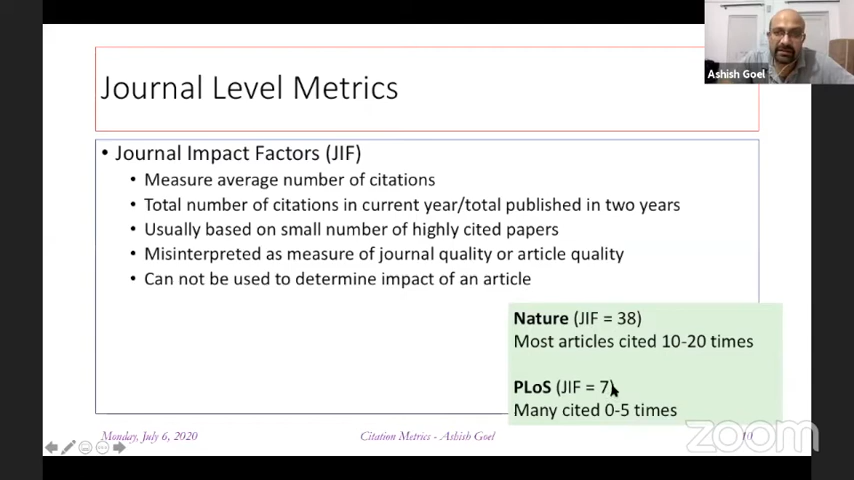 Ashish Goel
Journal Level Metrics
• Journal Impact Factors (JIF)
• Measure average number of citations
• Total number of citations in current year/total published in two years
• Usually based on small number of highly cited papers
• Misinterpreted as measure of journal quality or article quality
• Can not be used to determine impact of an article
Nature (JIF = 38)
Most articles cited 10-20 times
PLoS (JIF = 7)
Many cited 0-5 times
Monday, July 6, 2020
Citation Metrics - Ashish Goel
10
zoom